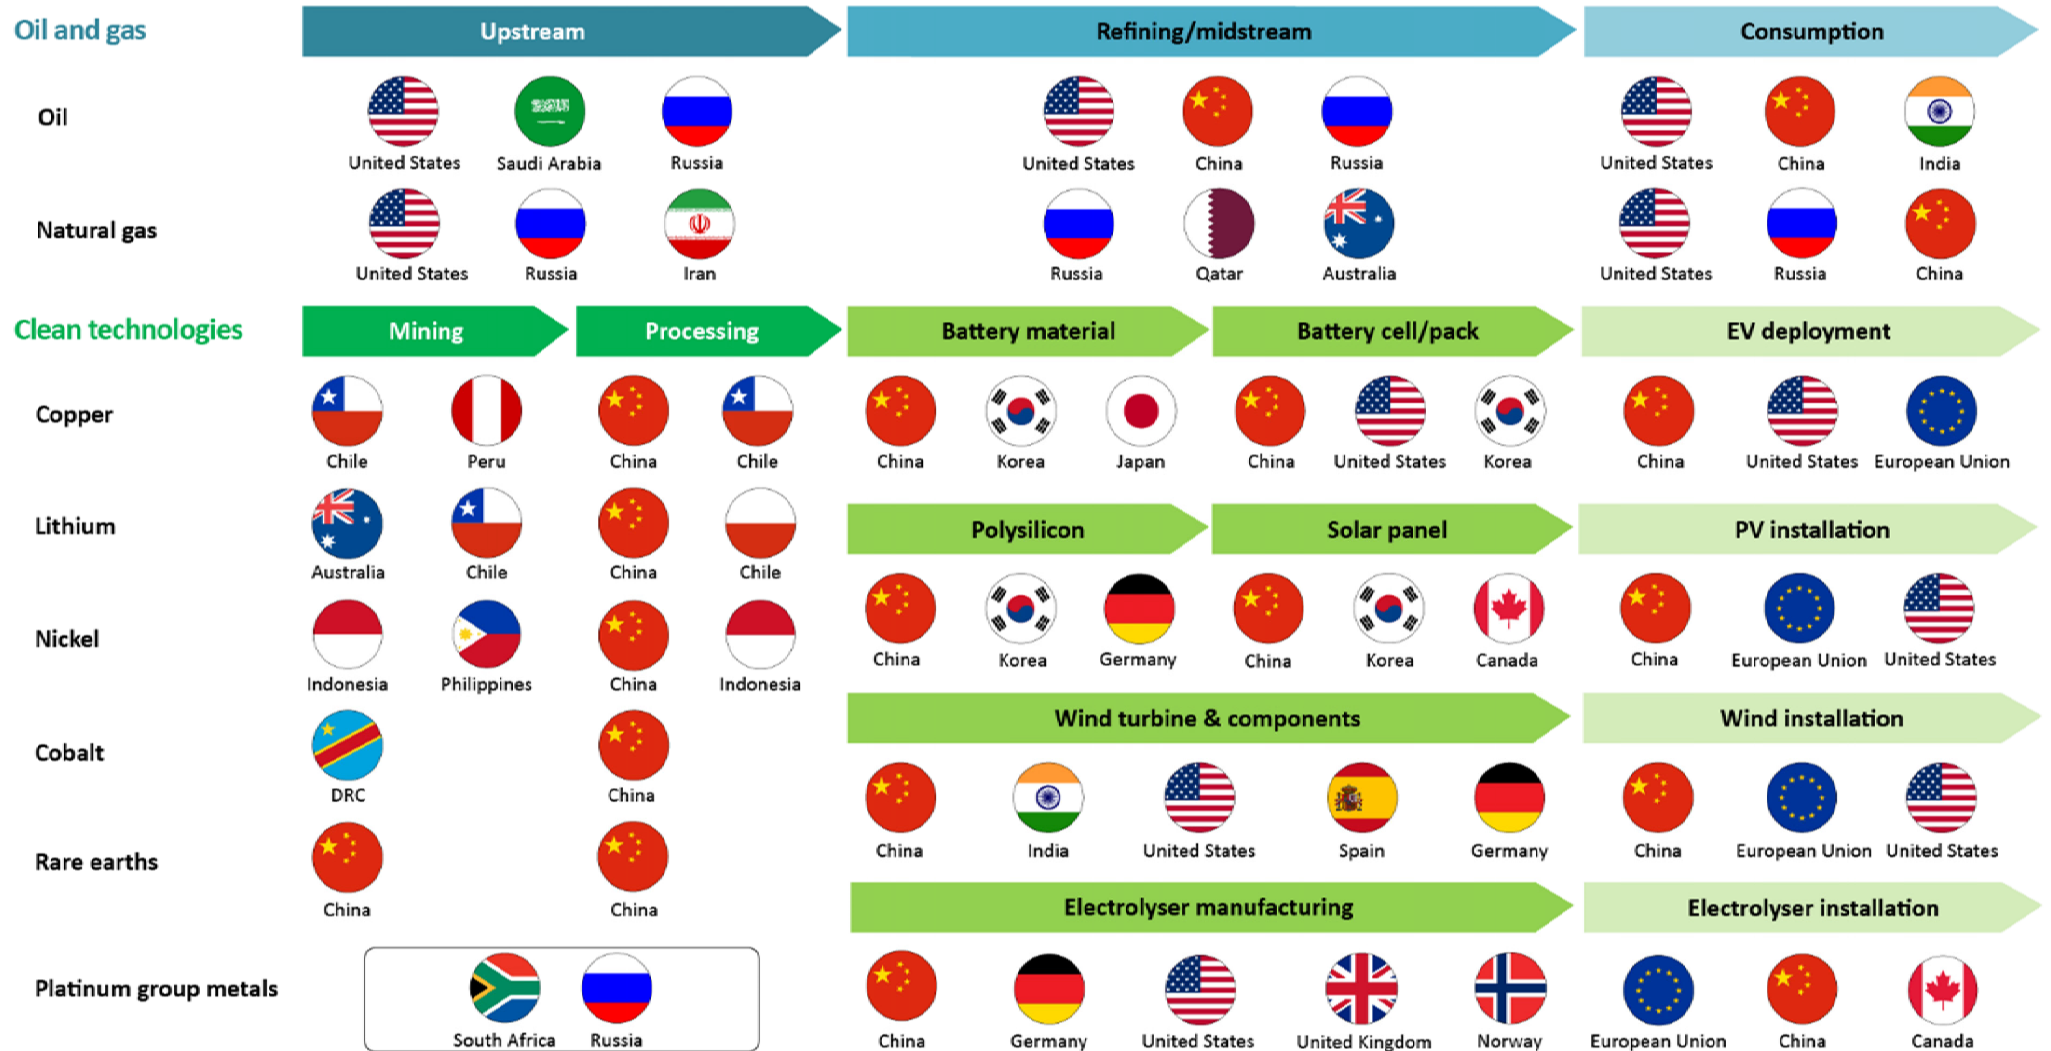 Oil and gas
Upstream
Refining/midstream
Consumption
Oil
United States
Saudi Arabia
Russia
United States
China
Russia
United States
China
India
Natural gas
United States
Russia
Iran
Russia
Qatar
Australia
United States
Russia
China
Clean technologies
Mining
Processing
Battery material
Battery cell/pack
EV deployment
Copper
Chile
Peru
China
Chile
China
Korea
Japan
China
United States
Korea
China
United States
European Union
Lithium
Australia
Chile
China
Chile
Polysilicon
Solar panel
PV installation
China
Korea
Germany
China
Korea
Canada
China
European Union
United States
Nickel
Indonesia
Philippines
China
Indonesia
Wind turbine & components
Wind installation
Cobalt
DRC
China
China
India
United States
Spain
Germany
China
European Union
United States
Rare earths
China
China
Electrolyser manufacturing
Electrolyser installation
Platinum group metals
South Africa
Russia
China
Germany
United States
United Kingdom
Norway
European Union
China
Canada